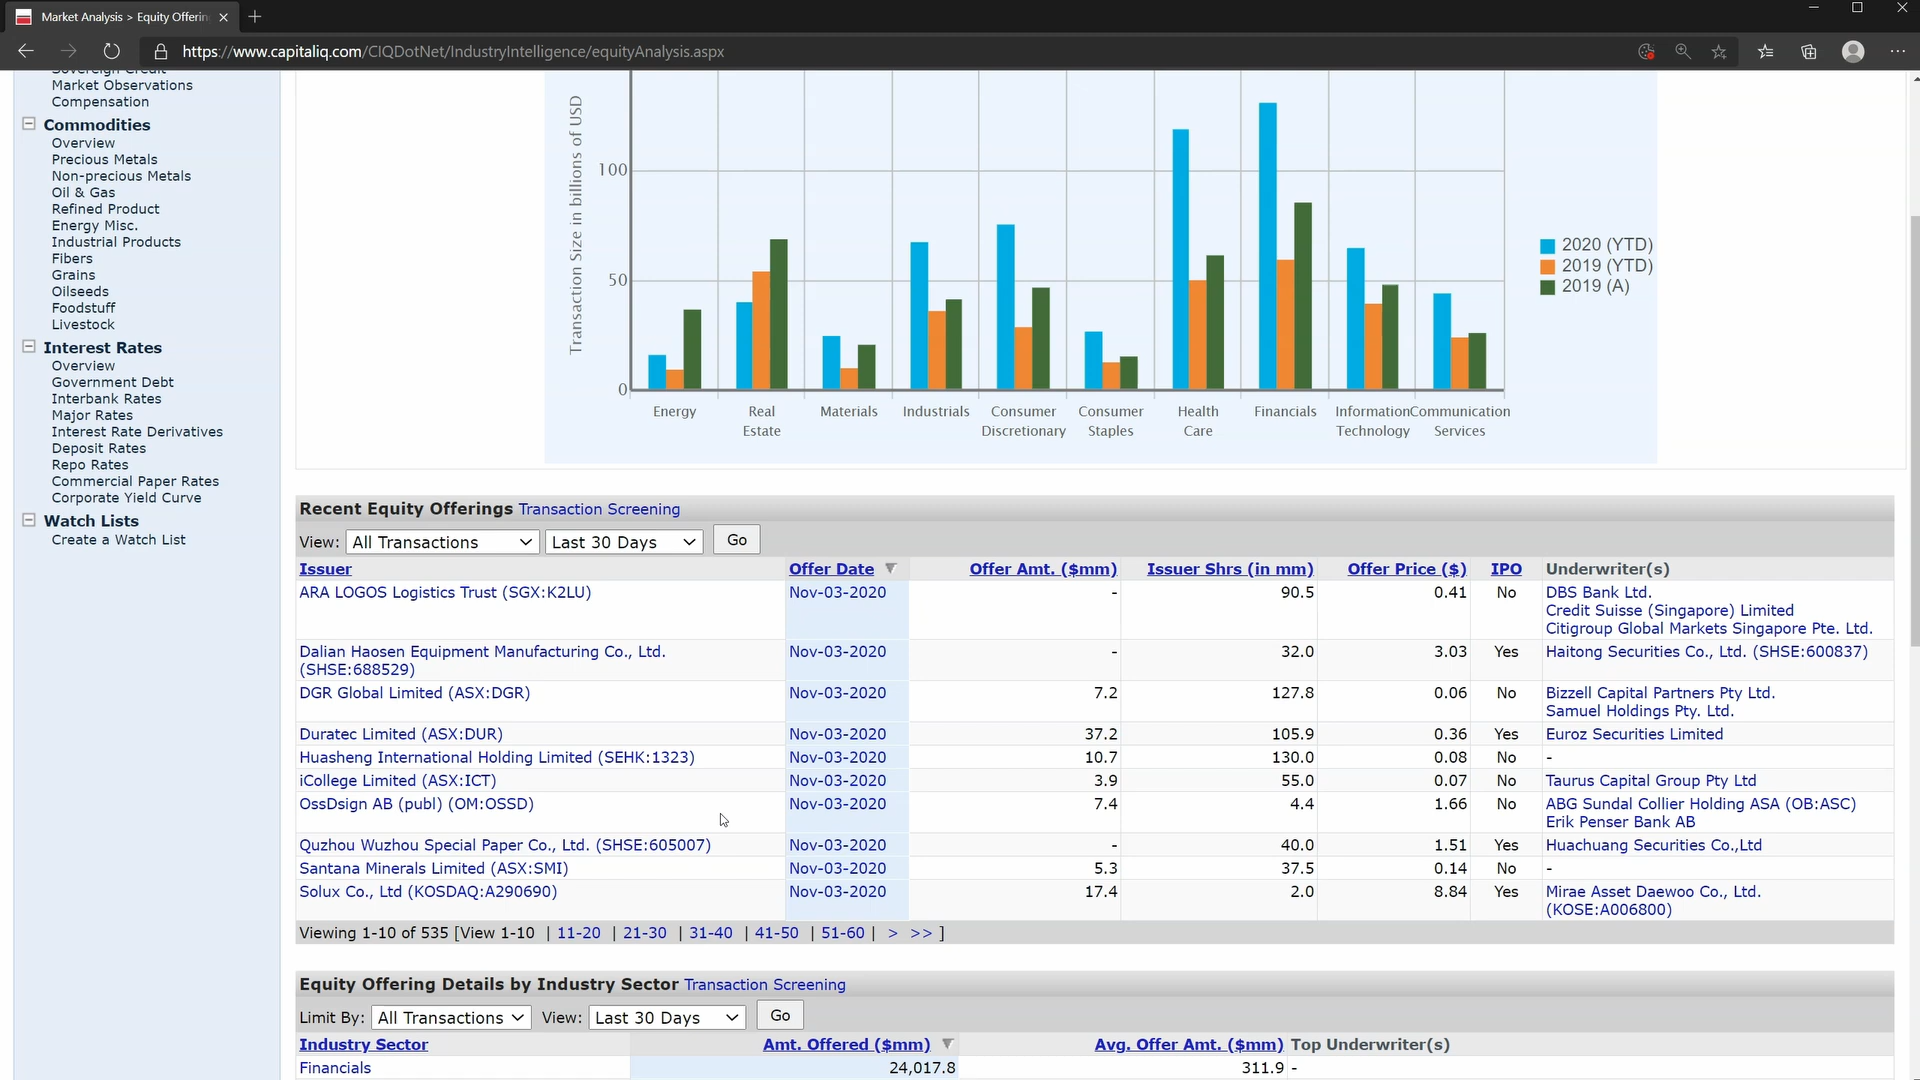 Market Analysis > Equity Offerin
https://www.capitaliq.com/CIQDotNet/IndustryIntelligence/equityAnalysis.aspx
Sovereign Credit
Market Observations
Compensation
Commodities
Overview
Precious Metals
Non-precious Metals
Oil & Gas
Refined Product
Energy Misc.
Industrial Products
Fibers
Grains
Oilseeds
Foodstuff
Livestock
Interest Rates
Overview
Government Debt
Interbank Rates
Major Rates
Interest Rate Derivatives
Deposit Rates
Repo Rates
Commercial Paper Rates
Corporate Yield Curve
Watch Lists
Create a Watch List
Transaction Size in billions of USD
100
50
0
Energy
Real Estate
Materials
Industrials
Consumer Discretionary
Consumer Staples
Health Care
Financials
Information Technology
Communication Services
2020 (YTD)
2019 (YTD)
2019 (A)
Recent Equity Offerings Transaction Screening
View: All Transactions Last 30 Days Go
Issuer Offer Date Offer Amt. ($mm) Issuer Shrs (in mm) Offer Price ($) IPO Underwriter(s)
ARA LOGOS Logistics Trust (SGX:K2LU) Nov-03-2020 - 90.5 0.41 No DBS Bank Ltd.
Credit Suisse (Singapore) Limited
Citigroup Global Markets Singapore Pte. Ltd.
Dalian Haosen Equipment Manufacturing Co., Ltd. Nov-03-2020 - 32.0 3.03 Yes Haitong Securities Co., Ltd. (SHSE:600837)
(SHSE:688529)
DGR Global Limited (ASX:DGR) Nov-03-2020 7.2 127.8 0.06 No Bizzell Capital Partners Pty Ltd.
Samuel Holdings Pty. Ltd.
Duratec Limited (ASX:DUR) Nov-03-2020 37.2 105.9 0.36 Yes Euroz Securities Limited
Huasheng International Holding Limited (SEHK:1323) Nov-03-2020 10.7 130.0 0.08 No -
iCollege Limited (ASX:ICT) Nov-03-2020 3.9 55.0 0.07 No Taurus Capital Group Pty Ltd
OssDsign AB (publ) (OM:OSSD) Nov-03-2020 7.4 4.4 1.66 No ABG Sundal Collier Holding ASA (OB:ASC)
Erik Penser Bank AB
Quzhou Wuzhou Special Paper Co., Ltd. (SHSE:605007) Nov-03-2020 - 40.0 1.51 Yes Huachuang Securities Co.,Ltd
Santana Minerals Limited (ASX:SMI) Nov-03-2020 5.3 37.5 0.14 No -
Solux Co., Ltd (KOSDAQ:A290690) Nov-03-2020 17.4 2.0 8.84 Yes Mirae Asset Daewoo Co., Ltd.
(KOSE:A006800)
Viewing 1-10 of 535 [View 1-10 | 11-20 | 21-30 | 31-40 | 41-50 | 51-60 | > >> ]
Equity Offering Details by Industry Sector Transaction Screening
Limit By: All Transactions View: Last 30 Days Go
Industry Sector Amt. Offered ($mm) Avg. Offer Amt. ($mm) Top Underwriter(s)
Financials 24,017.8 311.9 -